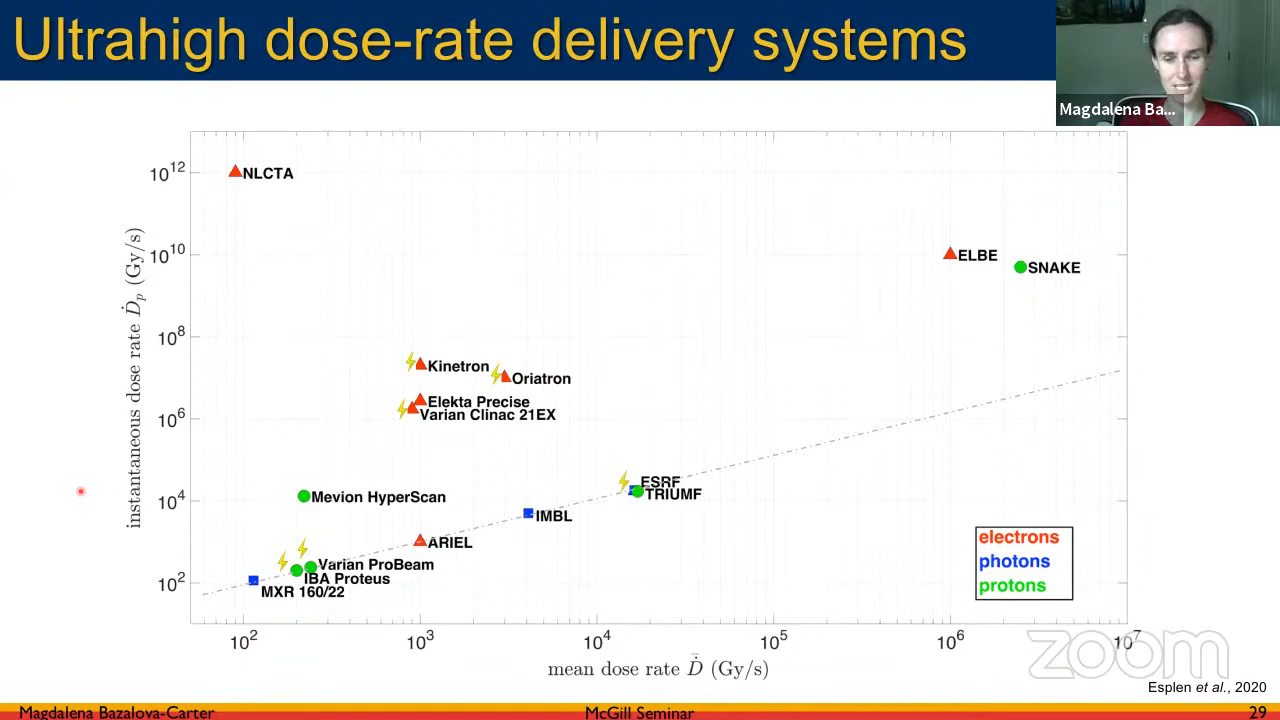 Ultrahigh dose-rate delivery systems
Magdalena Ba...
instantaneous dose rate Ḋp (Gy/s)
10^12
10^10
10^8
10^6
10^4
10^2
NLCTA
ELBE
SNAKE
Kinetron
Oriatron
Elekta Precise
Varian Clinac 21EX
ESRF
TRIUMF
Mevion HyperScan
IMBL
ARIEL
Varian ProBeam
IBA Proteus
MXR 160/22
electrons
photons
protons
10^2 10^3 10^4 10^5 10^6 10^7
mean dose rate D̄̇ (Gy/s)
zoom
Esplen et al., 2020
Magdalena Bazalova-Carter McGill Seminar 29